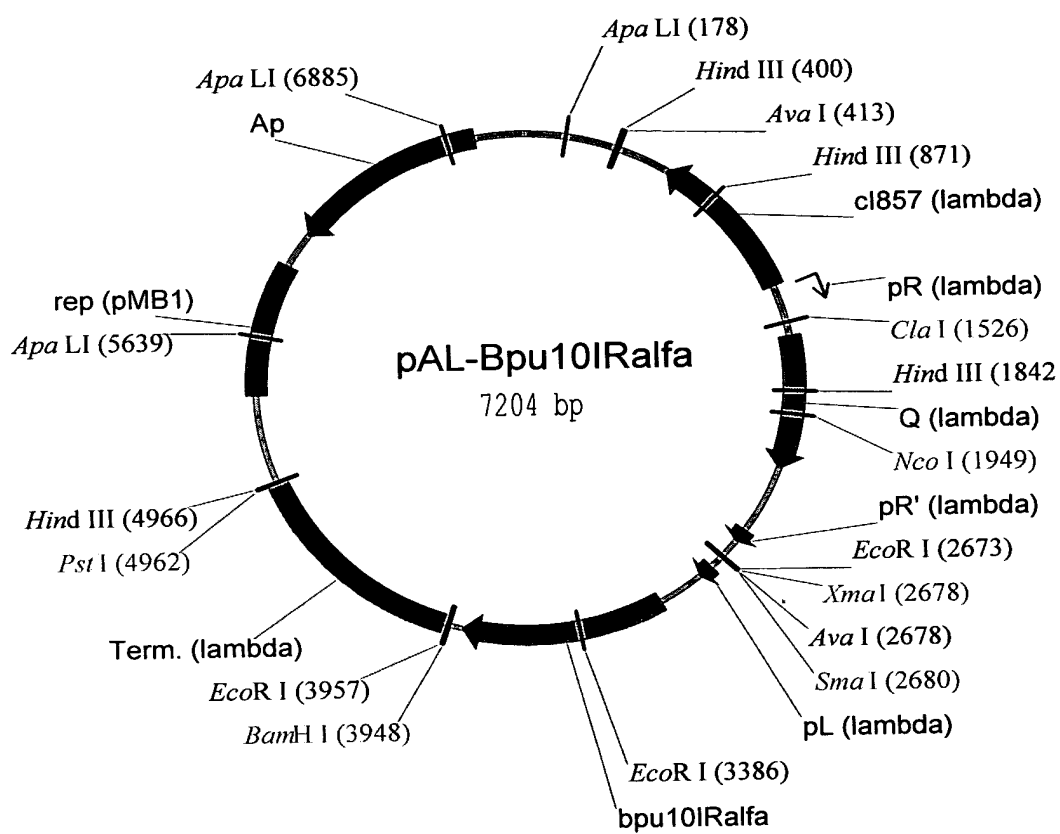 Apa LI (178)
Hind III (400)
Ava I (413)
Hind III (871)
cI857 (lambda)
pR (lambda)
Cla I (1526)
Hind III (1842
Q (lambda)
Nco I (1949)
pR' (lambda)
EcoR I (2673)
Xma I (2678)
Ava I (2678)
Sma I (2680)
pL (lambda)
EcoR I (3386)
bpu10IRalfa
BamH I (3948)
EcoR I (3957)
Term. (lambda)
Pst I (4962)
Hind III (4966)
Apa LI (5639)
rep (pMB1)
Ap
Apa LI (6885)
pAL-Bpu10IRalfa
7204 bp